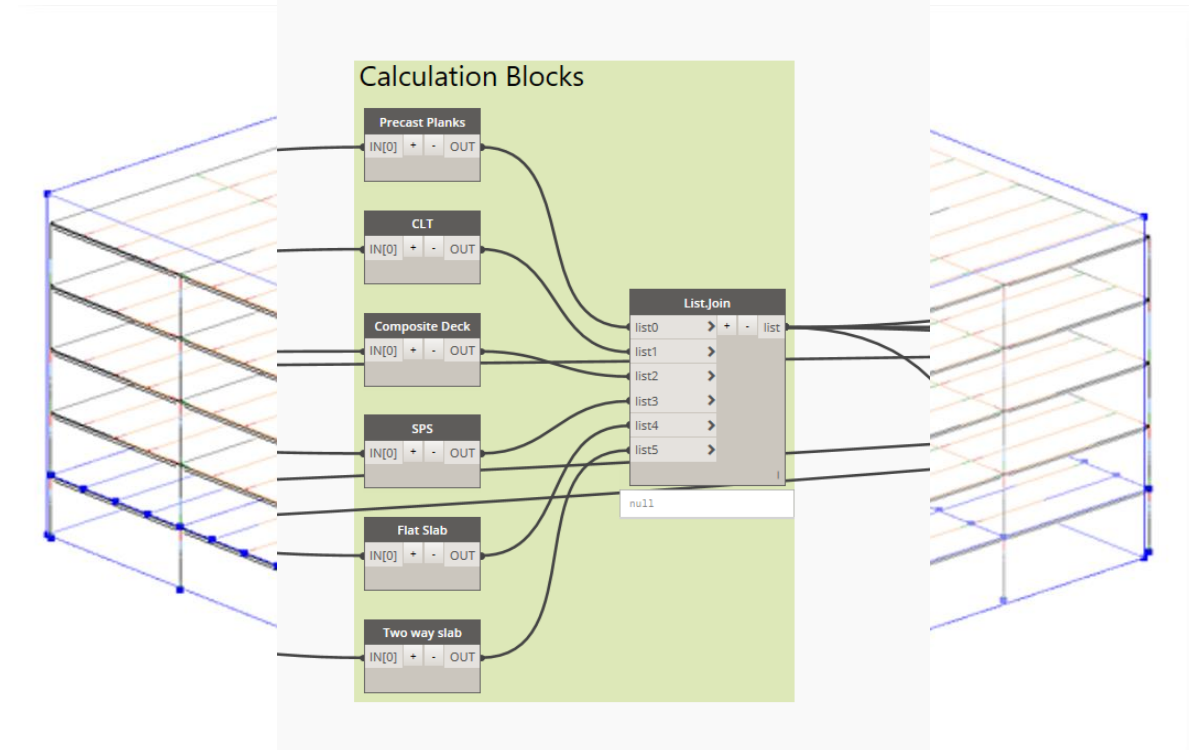 Calculation Blocks
Precast Planks
IN[0] + - OUT
CLT
IN[0] + - OUT
Composite Deck
IN[0] + - OUT
SPS
IN[0] + - OUT
Flat Slab
IN[0] + - OUT
Two way slab
IN[0] + - OUT
List.Join
list0 > + - list
list1 >
list2 >
list3 >
list4 >
list5 >
l
null